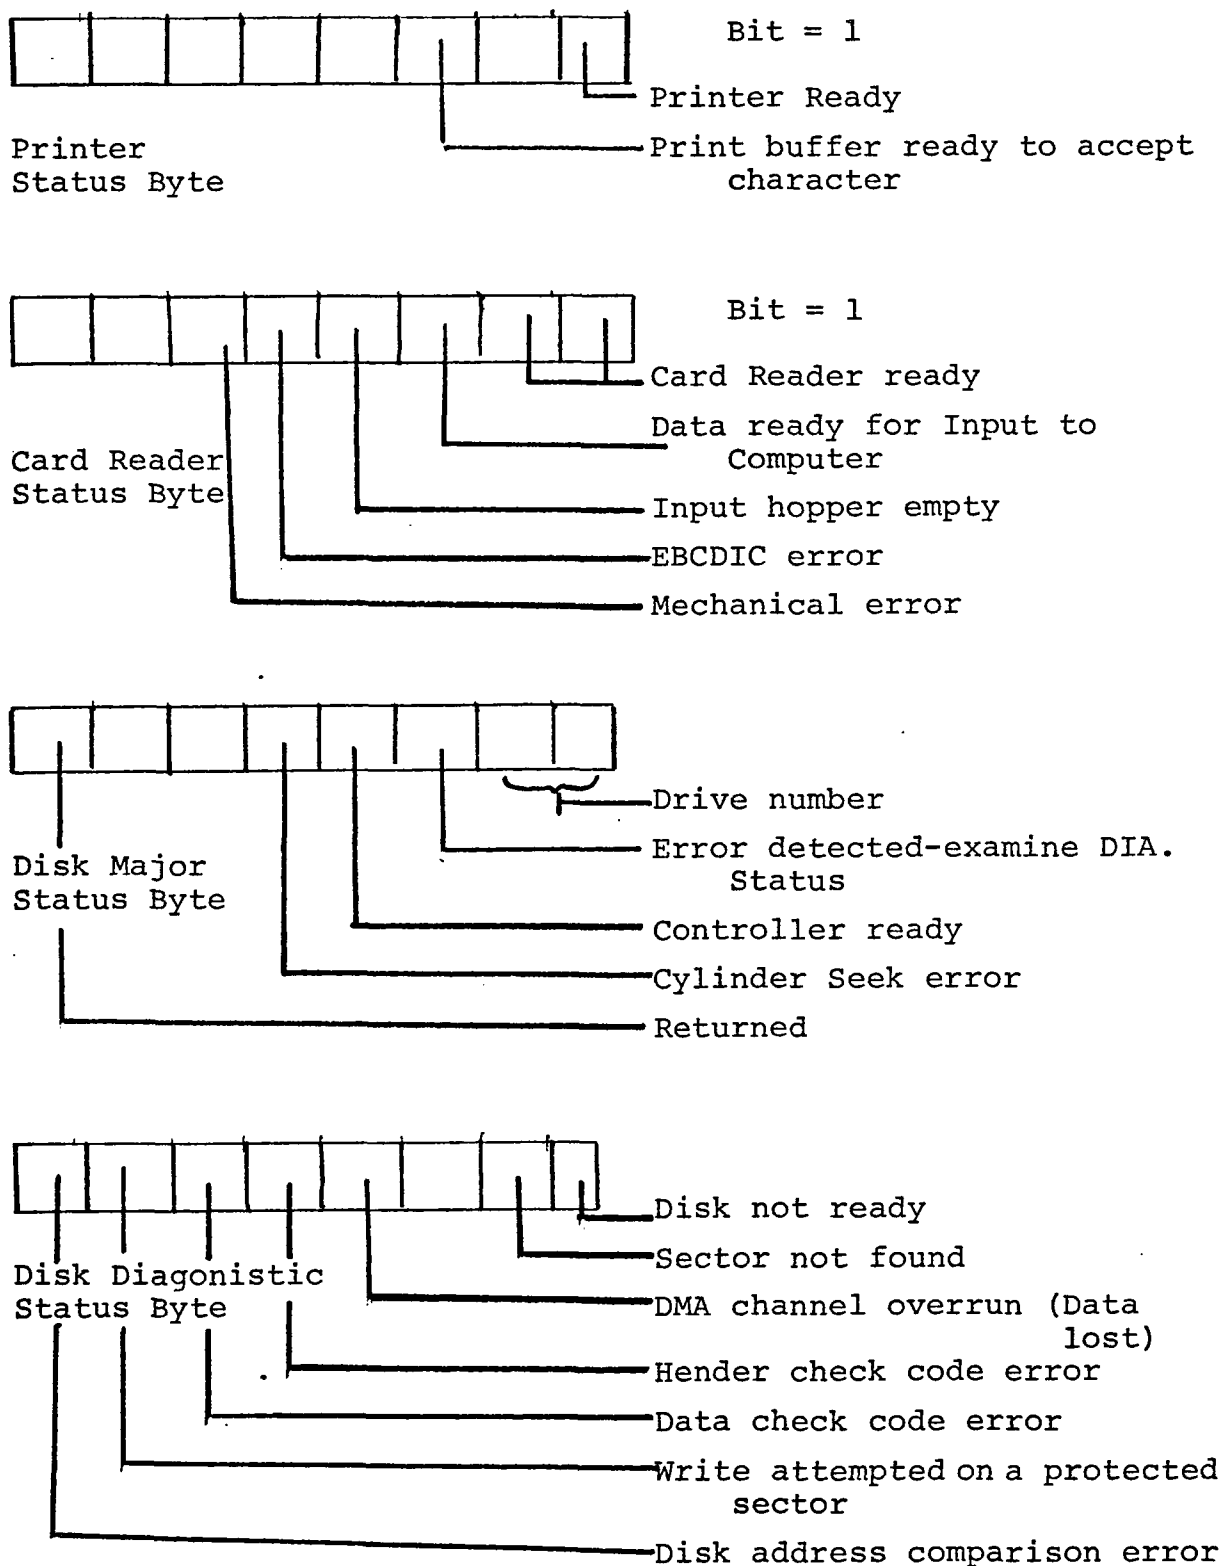 Bit = 1
Printer Ready
Print buffer ready to accept
character
Printer
Status Byte
Bit = 1
Card Reader ready
Data ready for Input to
Computer
Card Reader
Status Byte
Input hopper empty
EBCDIC error
Mechanical error
Drive number
Error detected-examine DIA.
Status
Disk Major
Status Byte
Controller ready
Cylinder Seek error
Returned
Disk not ready
Sector not found
Disk Diagonistic
Status Byte
DMA channel overrun (Data
lost)
Hender check code error
Data check code error
Write attempted on a protected
sector
Disk address comparison error